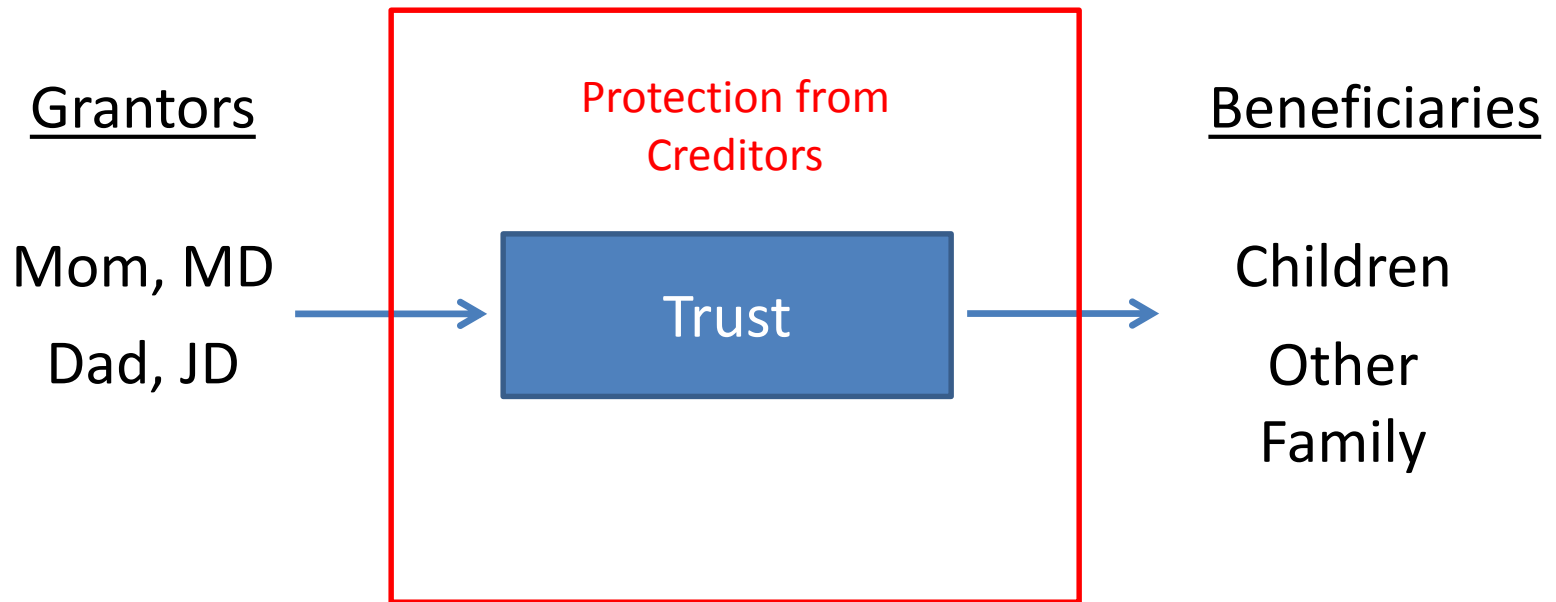 Grantors
Mom, MD
Dad, JD
Protection from
Creditors
Trust
Beneficiaries
Children
Other
Family